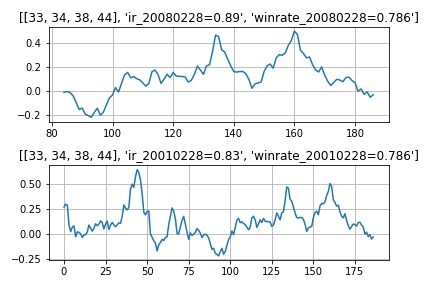 [[33, 34, 38, 44], 'ir_20080228=0.89', 'winrate_20080228=0.786']
0.4
0.2
0.0
−0.2
80 100 120 140 160 180
[[33, 34, 38, 44], 'ir_20010228=0.83', 'winrate_20010228=0.786']
0.50
0.25
0.00
−0.25
0 25 50 75 100 125 150 175